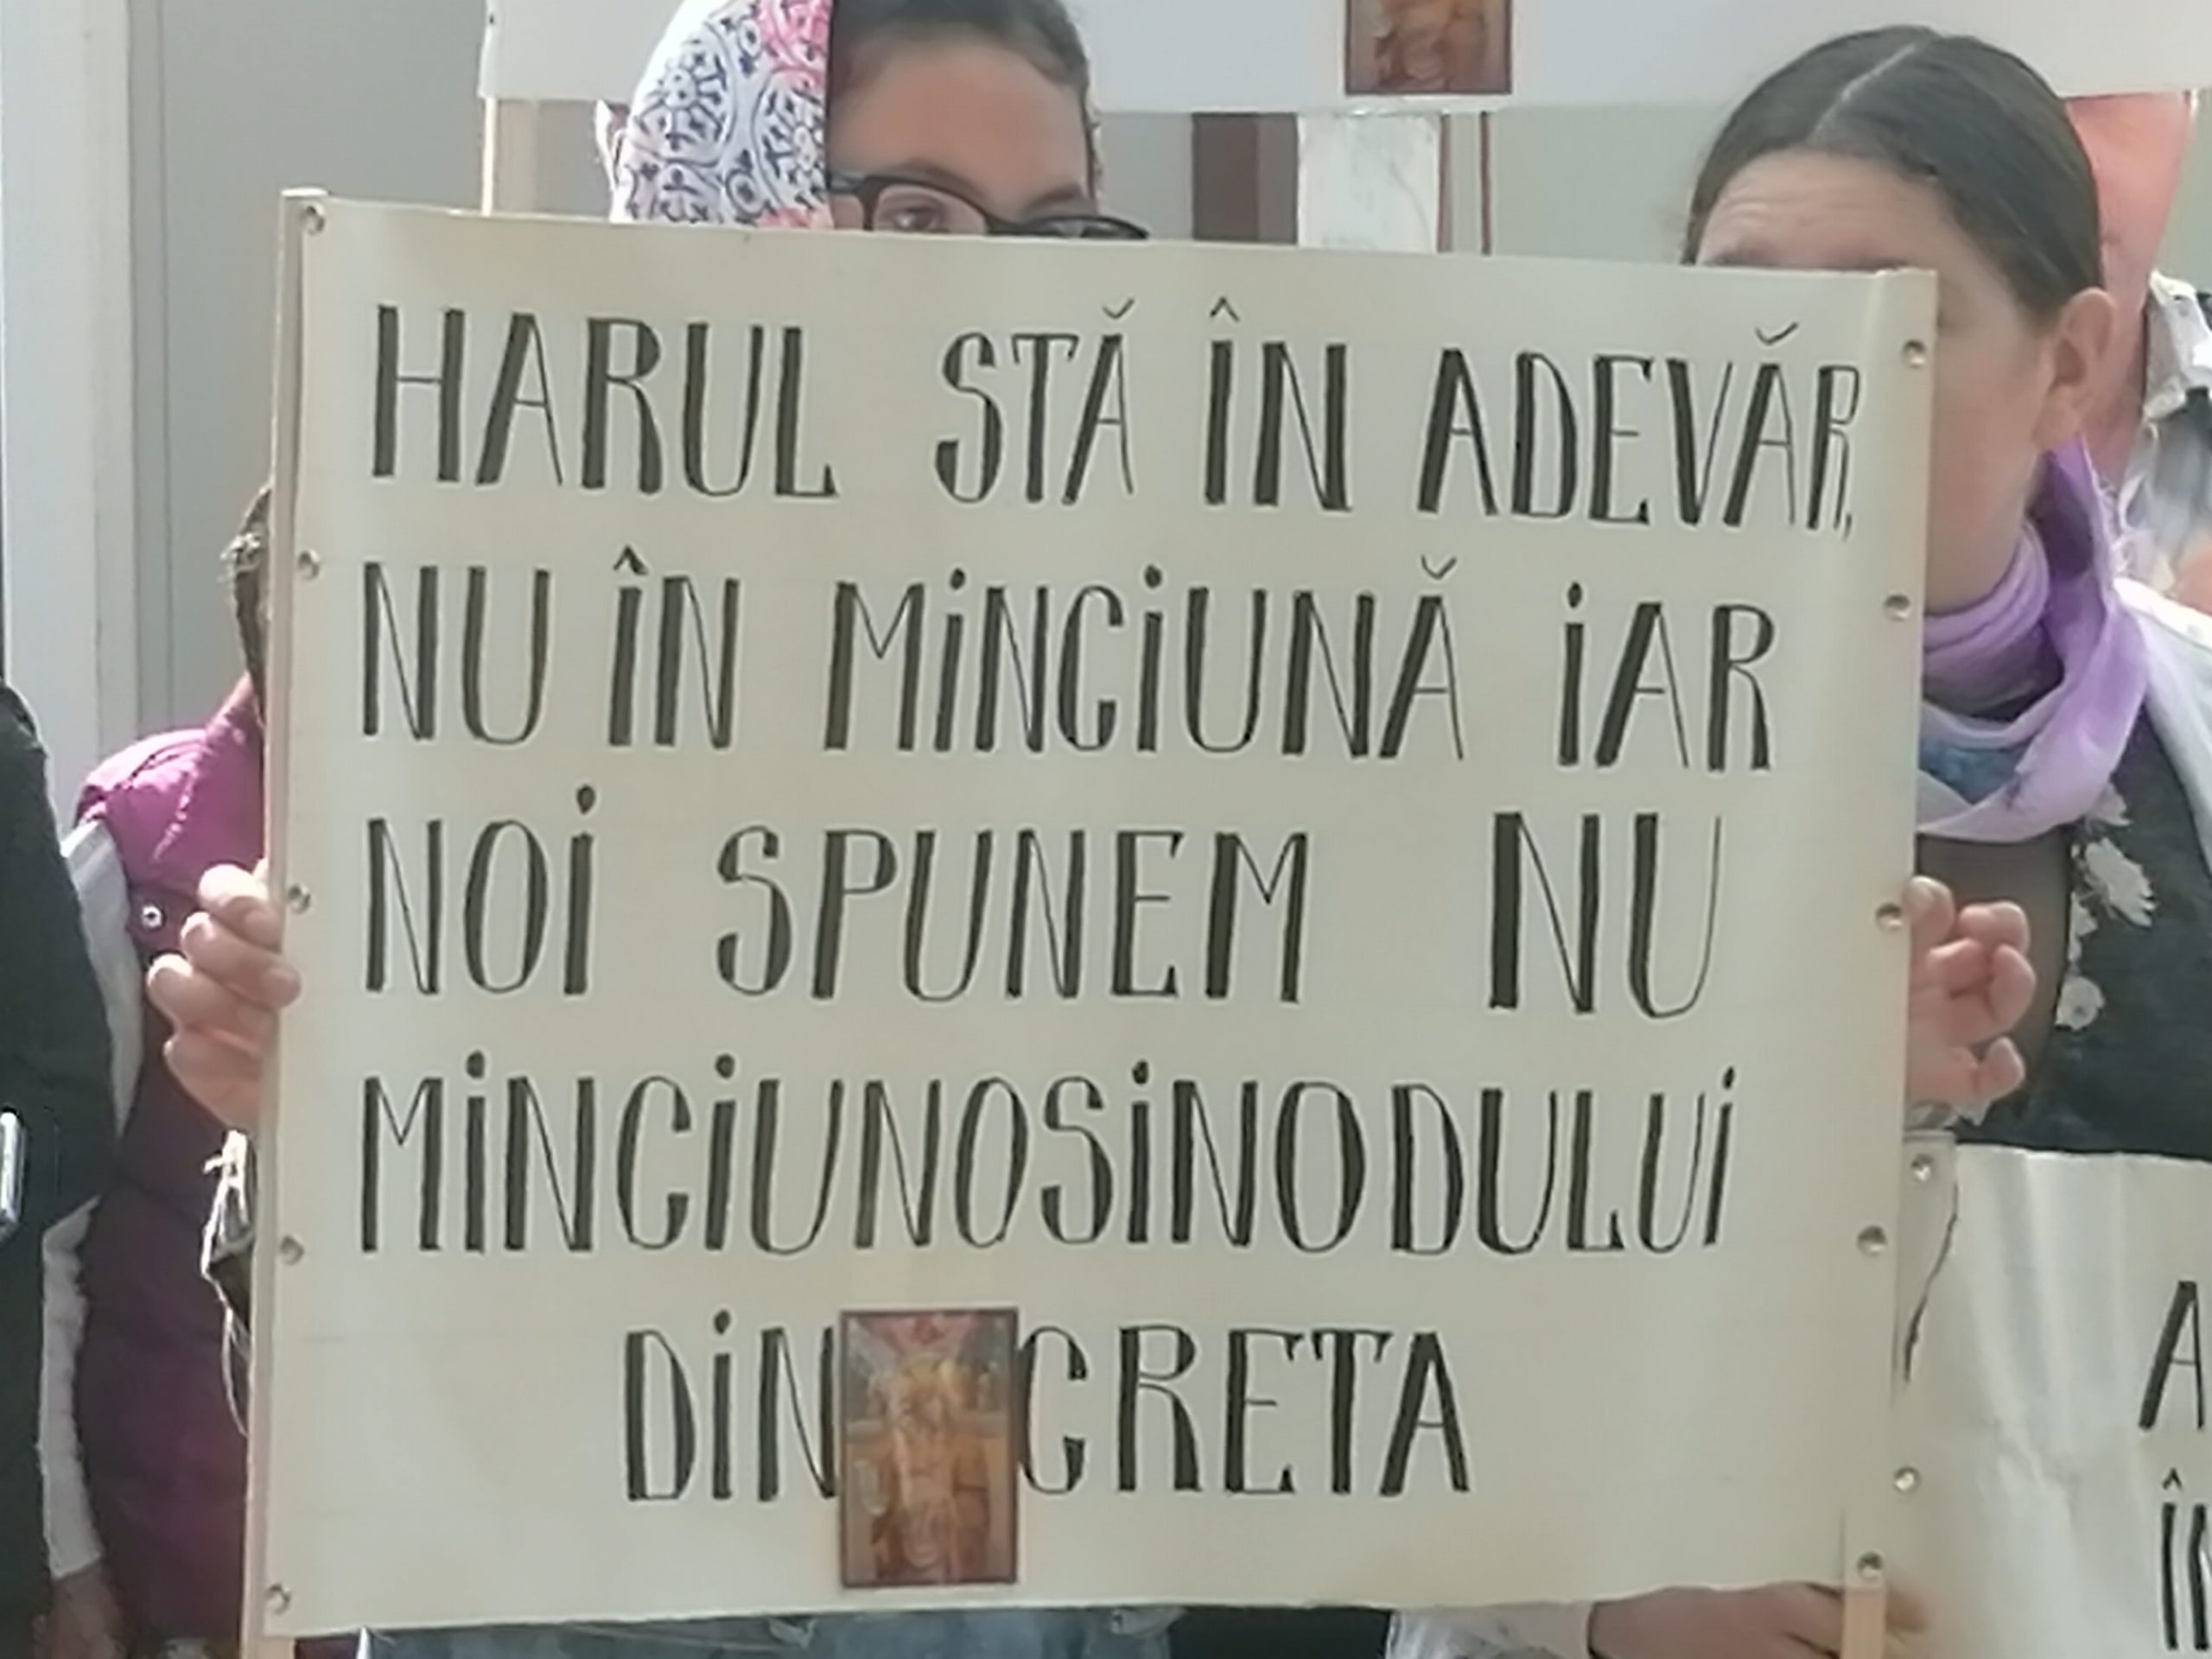 HARUL STĂ ÎN ADEVĂR,
NU ÎN MiNCiUNĂ iAR
NOi SPUNEM NU
MiNCiUNOSiNODULUi
DiN CRETA